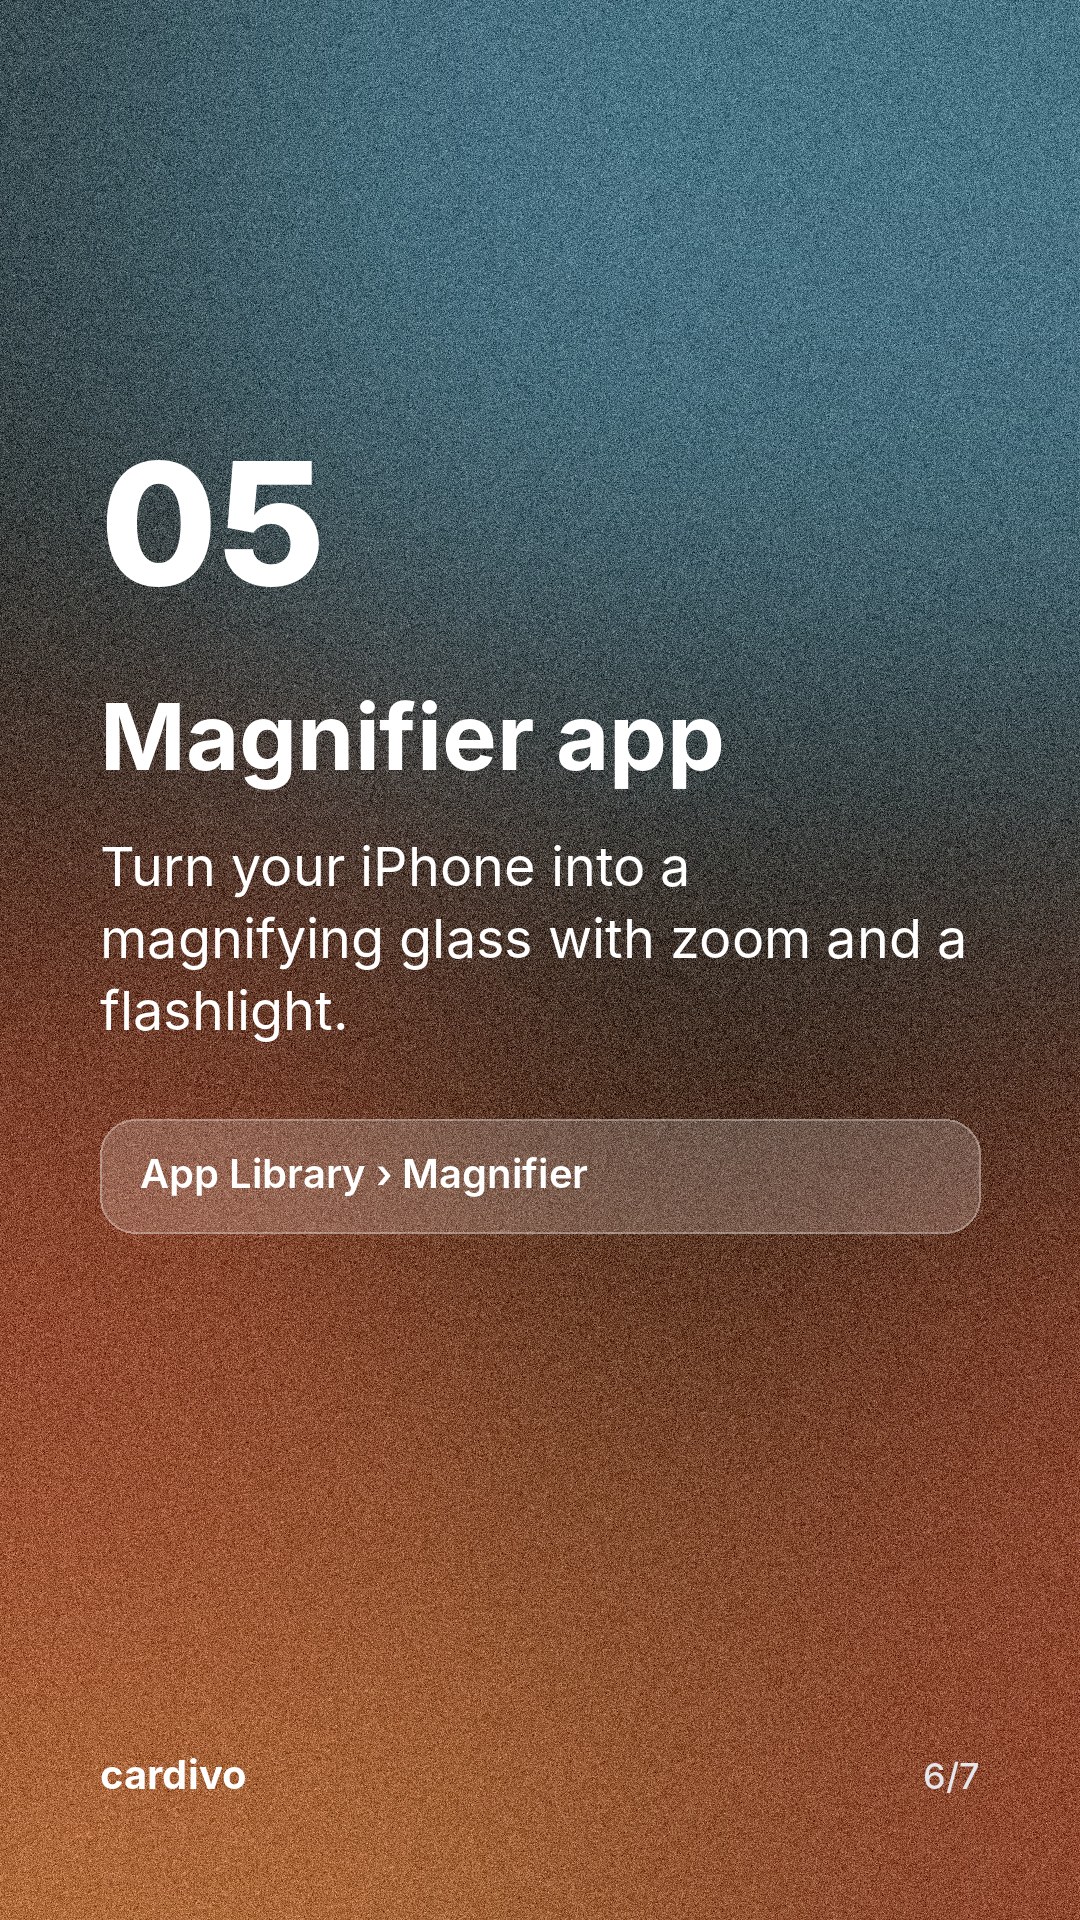 05
Magnifier app
Turn your iPhone into a
magnifying glass with zoom and a
flashlight.
App Library › Magnifier
cardivo
6/7